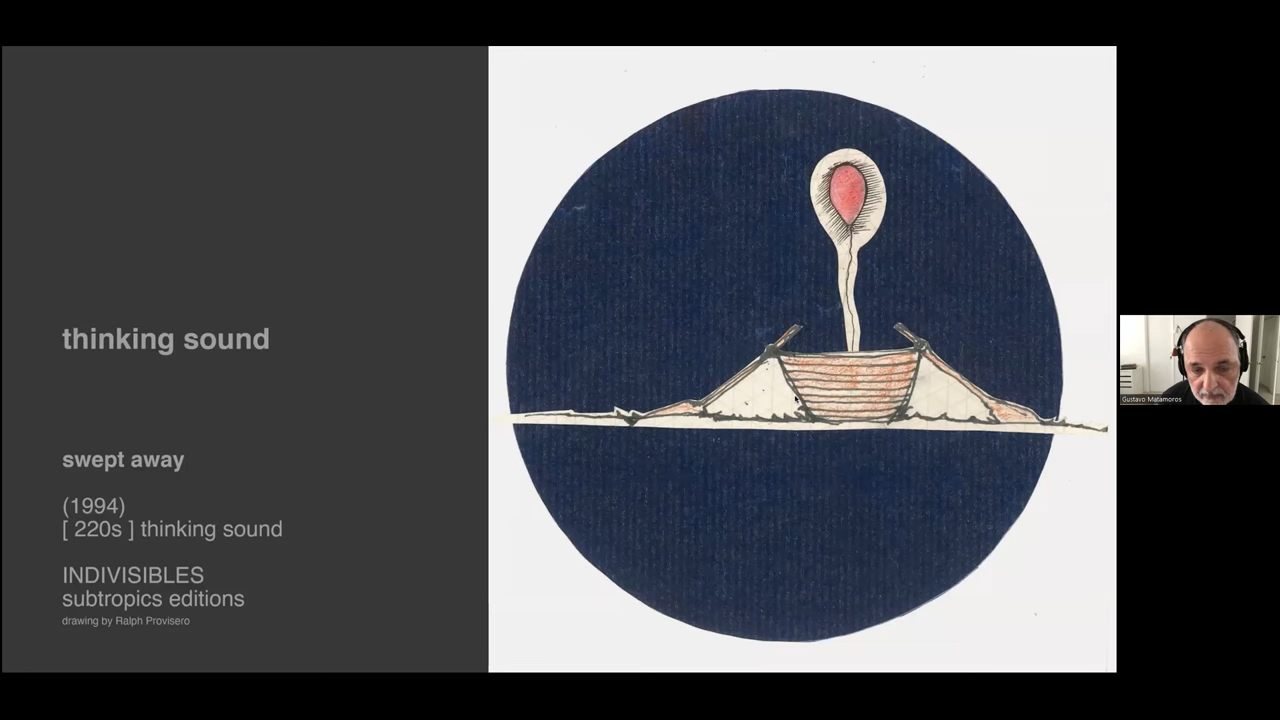 thinking sound
swept away
(1994)
[ 220s ] thinking sound
INDIVISIBLES
subtropics editions
drawing by Ralph Provisero
Gustavo Matamoros